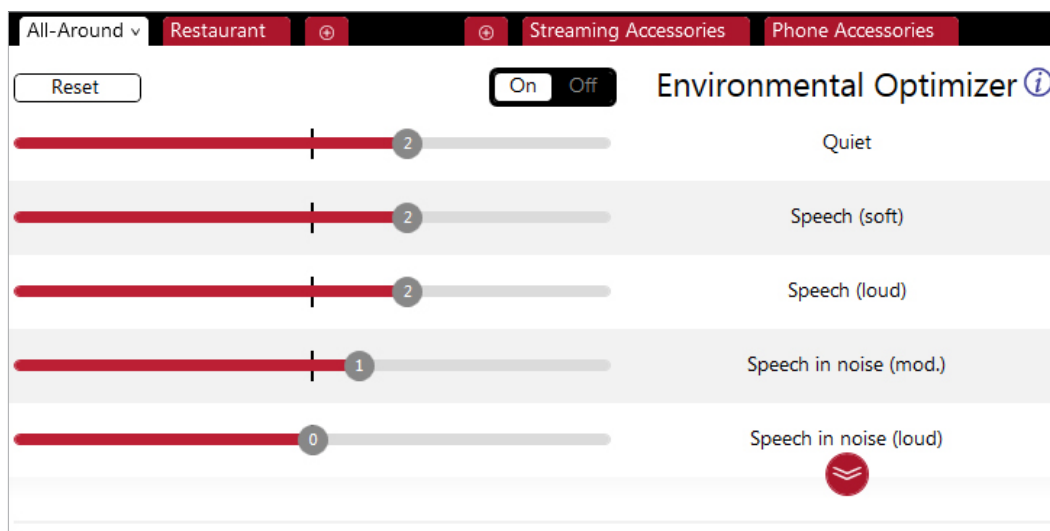 All-Around Restaurant Streaming Accessories Phone Accessories
Reset On Off Environmental Optimizer i
2 Quiet
2 Speech (soft)
2 Speech (loud)
1 Speech in noise (mod.)
0 Speech in noise (loud)